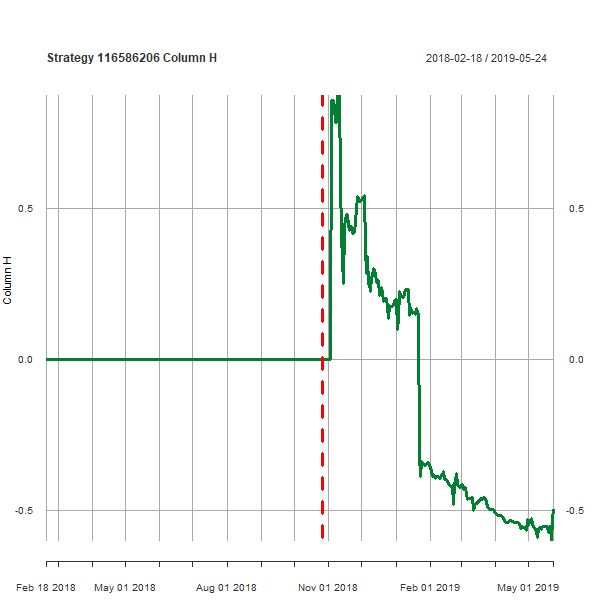 Strategy 116586206 Column H
2018-02-18 / 2019-05-24
0.5
0.5
Column H
0.0
0.0
-0.5
-0.5
Feb 18 2018
May 01 2018
Aug 01 2018
Nov 01 2018
Feb 01 2019
May 01 2019